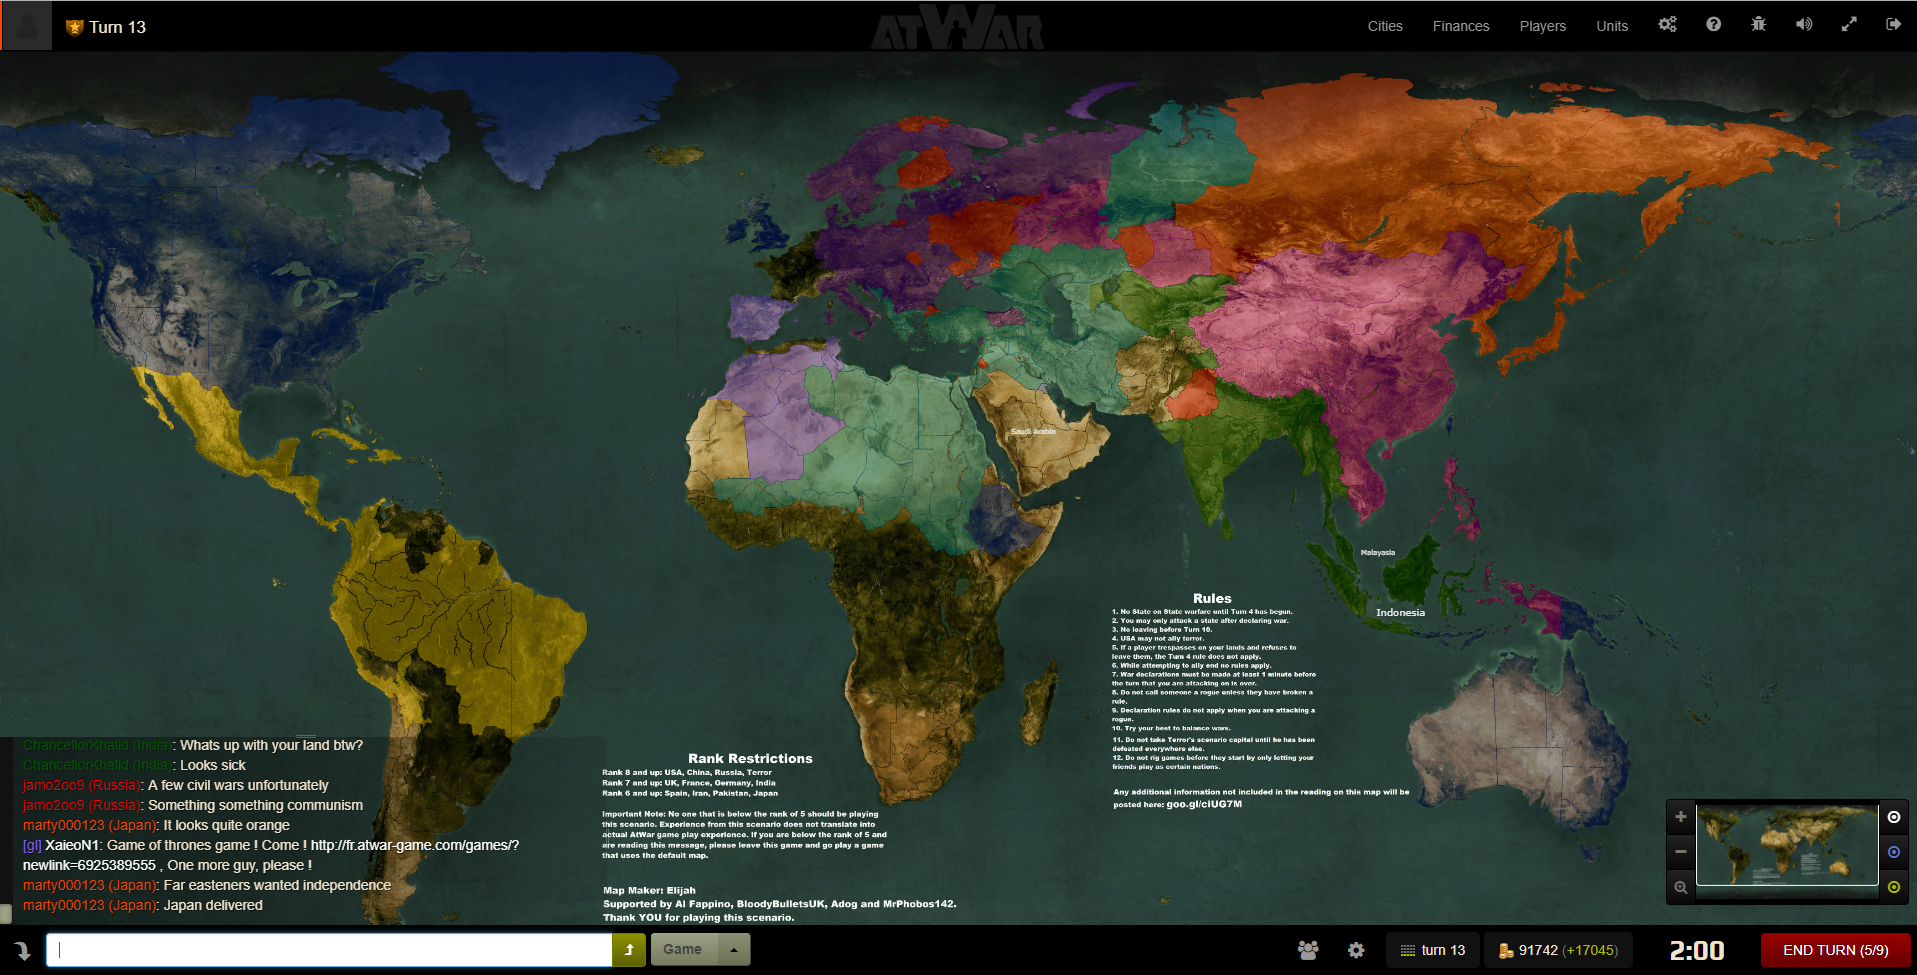 Turn 13
ATWAR
Cities
Finances
Players
Units
Saudi Arabia
Malayasia
Indonesia
Rules
1. No State on State warfare until Turn 4 has begun.
2. You may only attack a state after declaring war.
3. No leaving before Turn 10.
4. USA may not ally terror.
5. If a player trespasses on your lands and refuses to
leave them, the Turn 4 rule does not apply.
6. While attempting to ally end no rules apply.
7. War declarations must be made at least 1 minute before
the turn that you are attacking on is over.
8. Do not call someone a rogue unless they have broken a
rule.
9. Declaration rules do not apply when you are attacking a
rogue.
10. Try your best to balance wars.
11. Do not take Terror's scenario capital until he has been
defeated everywhere else.
12. Do not rig games before they start by only letting your
friends play as certain nations.
Any additional information not included in the reading on this map will be
posted here: goo.gl/clUG7M
Rank Restrictions
Rank 8 and up: USA, China, Russia, Terror
Rank 7 and up: UK, France, Germany, India
Rank 6 and up: Spain, Iran, Pakistan, Japan
Important Note: No one that is below the rank of 5 should be playing
this scenario. Experience from this scenario does not translate into
actual AtWar game play experience. If you are below the rank of 5 and
are reading this message, please leave this game and go play a game
that uses the default map.
Map Maker: Elijah
Supported by Al Fappino, BloodyBulletsUK, Adog and MrPhobos142.
Thank YOU for playing this scenario.
ChancellorKhalid (India): Whats up with your land btw?
ChancellorKhalid (India): Looks sick
jamo2oo9 (Russia): A few civil wars unfortunately
jamo2oo9 (Russia): Something something communism
marty000123 (Japan): It looks quite orange
[gl] XaieoN1: Game of thrones game ! Come ! http://fr.atwar-game.com/games/?
newlink=6925389555 , One more guy, please !
marty000123 (Japan): Far easteners wanted independence
marty000123 (Japan): Japan delivered
Game
turn 13
91742 (+17045)
2:00
END TURN (5/9)